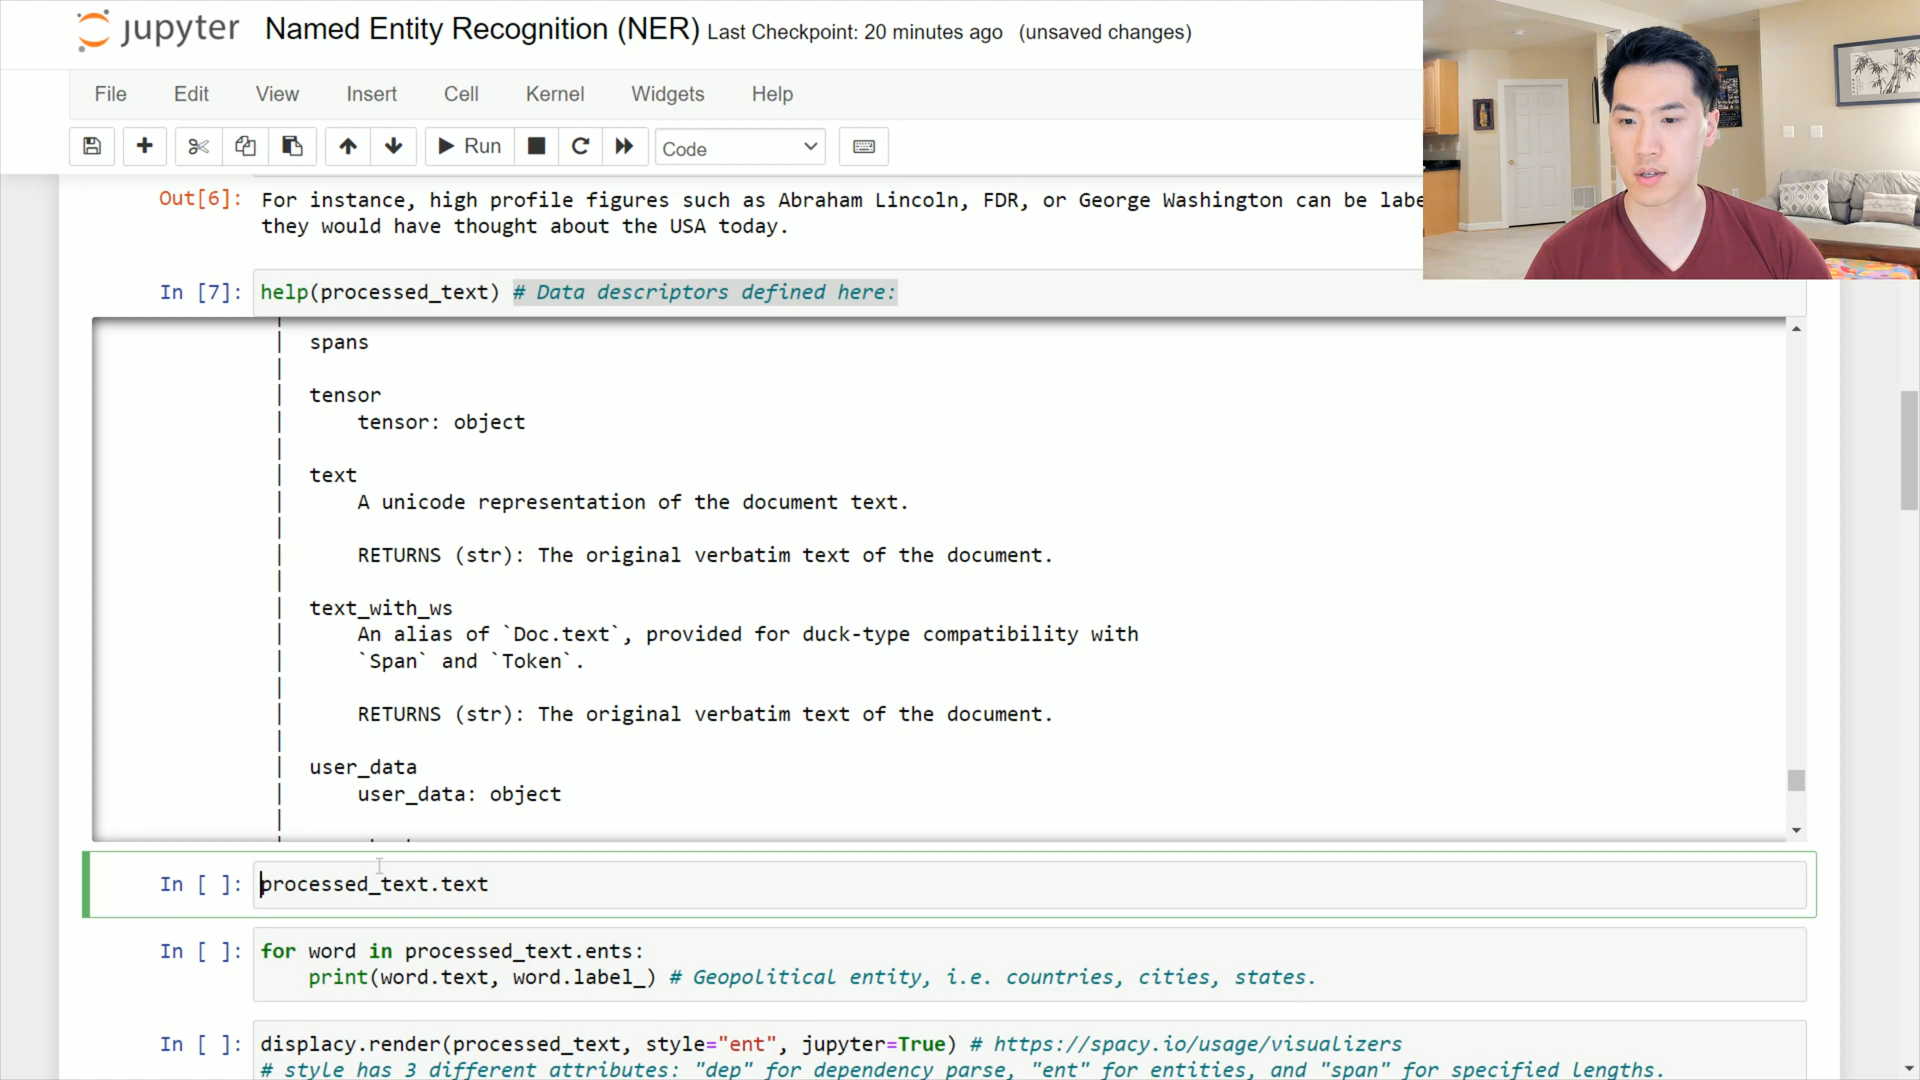 jupyter Named Entity Recognition (NER) Last Checkpoint: 20 minutes ago (unsaved changes)
File Edit View Insert Cell Kernel Widgets Help
Run Code
Out[6]: For instance, high profile figures such as Abraham Lincoln, FDR, or George Washington can be labe
they would have thought about the USA today.
In [7]: help(processed_text) # Data descriptors defined here:
spans
tensor
tensor: object
text
A unicode representation of the document text.
RETURNS (str): The original verbatim text of the document.
text_with_ws
An alias of `Doc.text`, provided for duck-type compatibility with
`Span` and `Token`.
RETURNS (str): The original verbatim text of the document.
user_data
user_data: object
In [ ]: processed_text.text
In [ ]: for word in processed_text.ents:
print(word.text, word.label_) # Geopolitical entity, i.e. countries, cities, states.
In [ ]: displacy.render(processed_text, style="ent", jupyter=True) # https://spacy.io/usage/visualizers
# style has 3 different attributes: "dep" for dependency parse, "ent" for entities, and "span" for specified lengths.